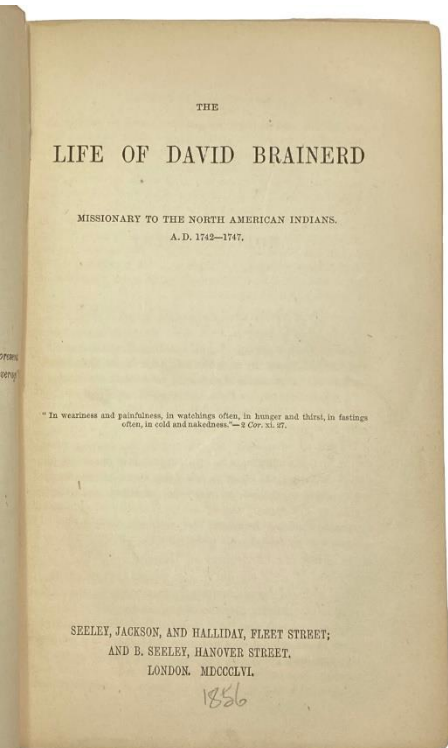 THE
LIFE OF DAVID BRAINERD
MISSIONARY TO THE NORTH AMERICAN INDIANS.
A. D. 1742—1747.
" In weariness and painfulness, in watchings often, in hunger and thirst, in fastings
often, in cold and nakedness."—2 Cor. xi. 27.
SEELEY, JACKSON, AND HALLIDAY, FLEET STREET;
AND B. SEELEY, HANOVER STREET.
LONDON. MDCCCLVI.
1856